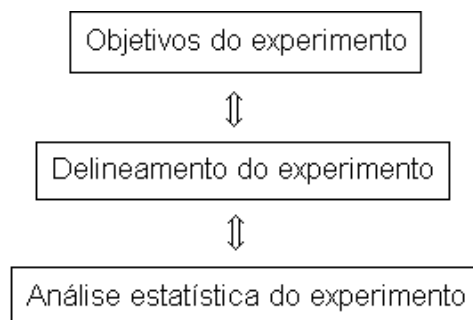 Objetivos do experimento
Delineamento do experimento
Análise estatística do experimento